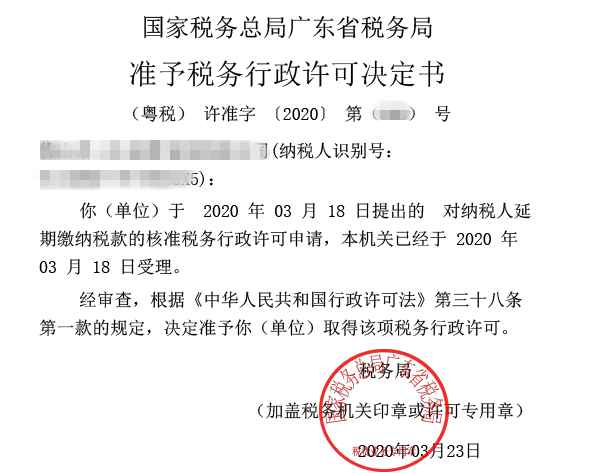 国家税务总局广东省税务局
准予税务行政许可决定书
（粤税） 许准字 〔2020〕 第（ ） 号
司(纳税人识别号：
X5)：
你（单位）于 2020 年 03 月 18 日提出的 对纳税人延
期缴纳税款的核准税务行政许可申请，本机关已经于 2020 年
03 月 18 日受理。
经审查，根据《中华人民共和国行政许可法》第三十八条
第一款的规定，决定准予你（单位）取得该项税务行政许可。
国家税务总局广东省税务局
税务局
（加盖税务机关印章或许可专用章）
2020年03月23日